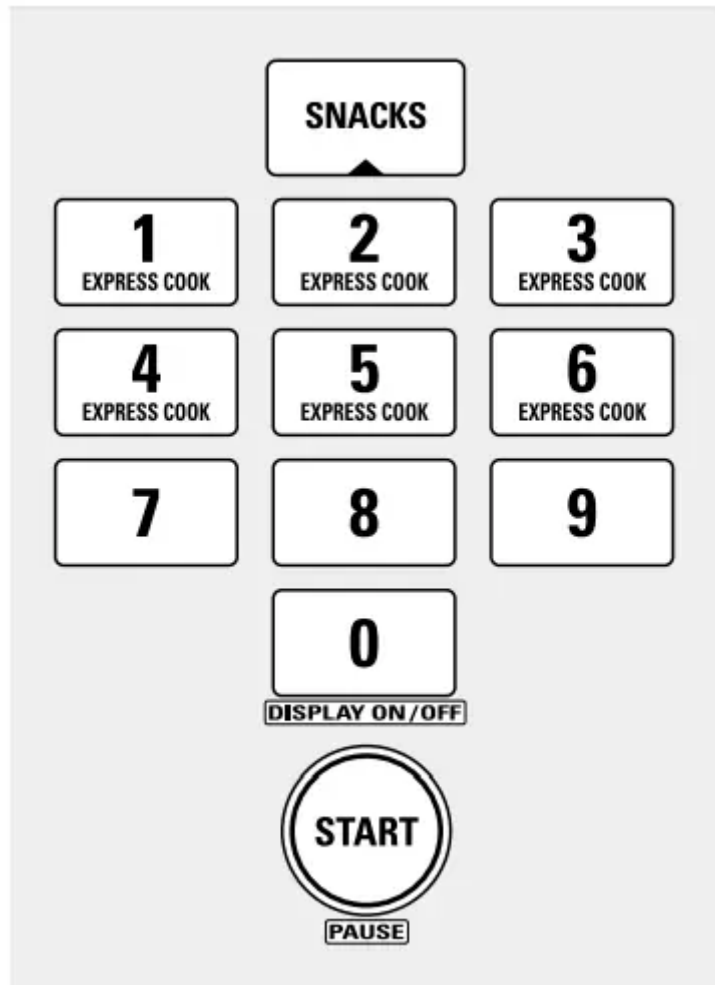 SNACKS
1 2 3
EXPRESS COOK EXPRESS COOK EXPRESS COOK
4 5 6
EXPRESS COOK EXPRESS COOK EXPRESS COOK
7 8 9
0
DISPLAY ON/OFF
START
PAUSE